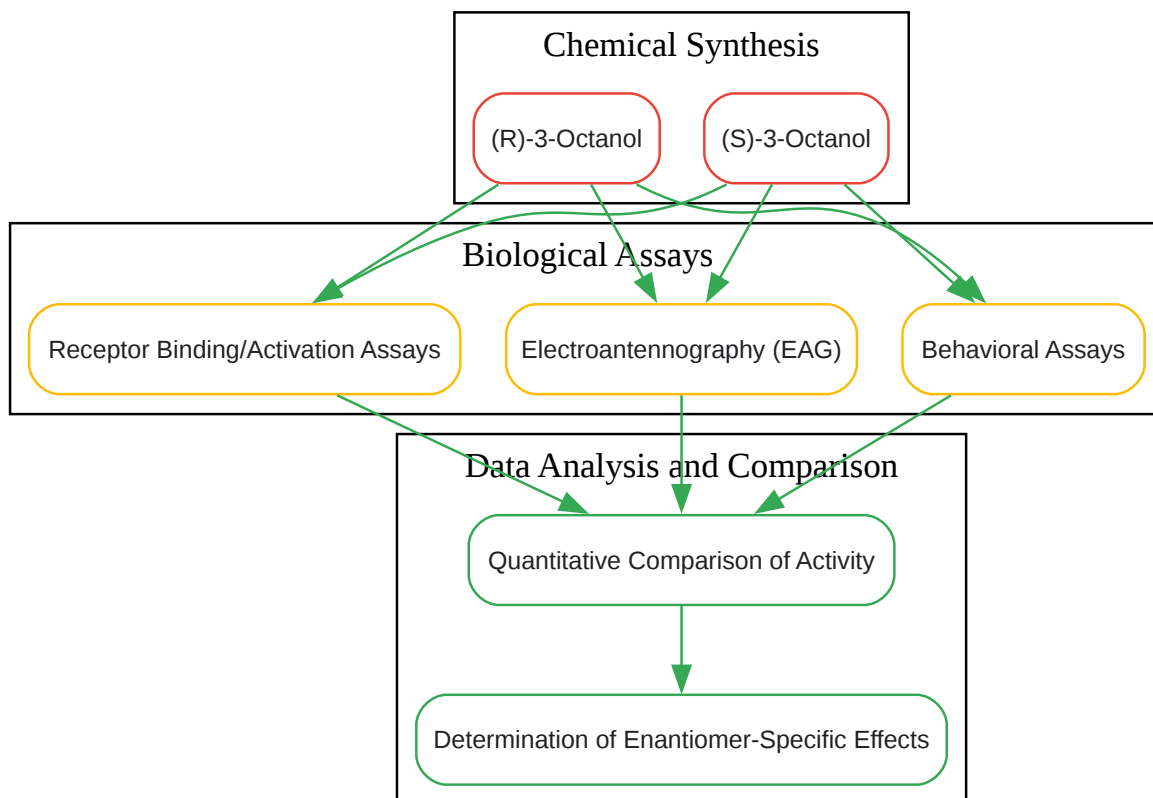 Chemical Synthesis
(R)-3-Octanol
(S)-3-Octanol
Biological Assays
Receptor Binding/Activation Assays
Electroantennography (EAG)
Behavioral Assays
Data Analysis and Comparison
Quantitative Comparison of Activity
Determination of Enantiomer-Specific Effects